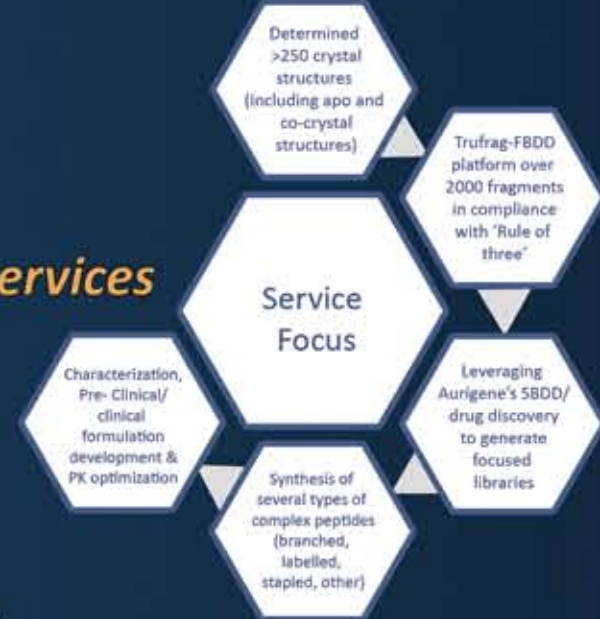 Determined
>250 crystal
structures
(including apo and
co-crystal
structures)
Trufrag-FBDD
platform over
2000 fragments
in compliance
with 'Rule of
three'
ervices
Service
Focus
Leveraging
Aurigene's SBDD/
drug discovery
to generate
focused
libraries
Characterization,
Pre- Clinical/
clinical
formulation
development &
PK optimization
Synthesis of
several types of
complex peptides
(branched,
labelled,
stapled, other)